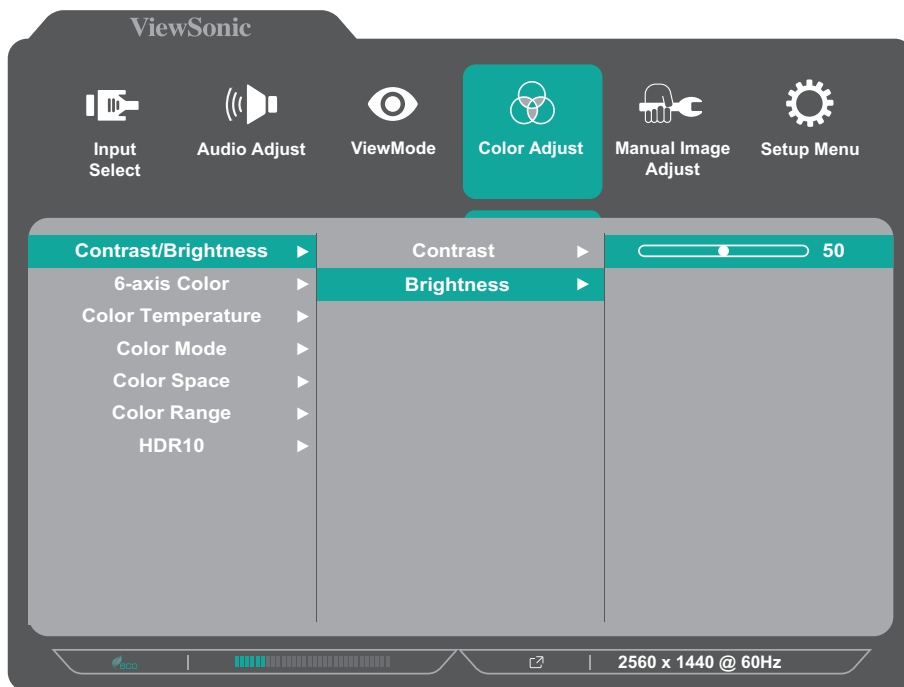 ViewSonic
Input Select
Audio Adjust
ViewMode
Color Adjust
Manual Image Adjust
Setup Menu
Contrast/Brightness
Contrast
50
6-axis Color
Brightness
Color Temperature
Color Mode
Color Space
Color Range
HDR10
eco
2560 x 1440 @ 60Hz